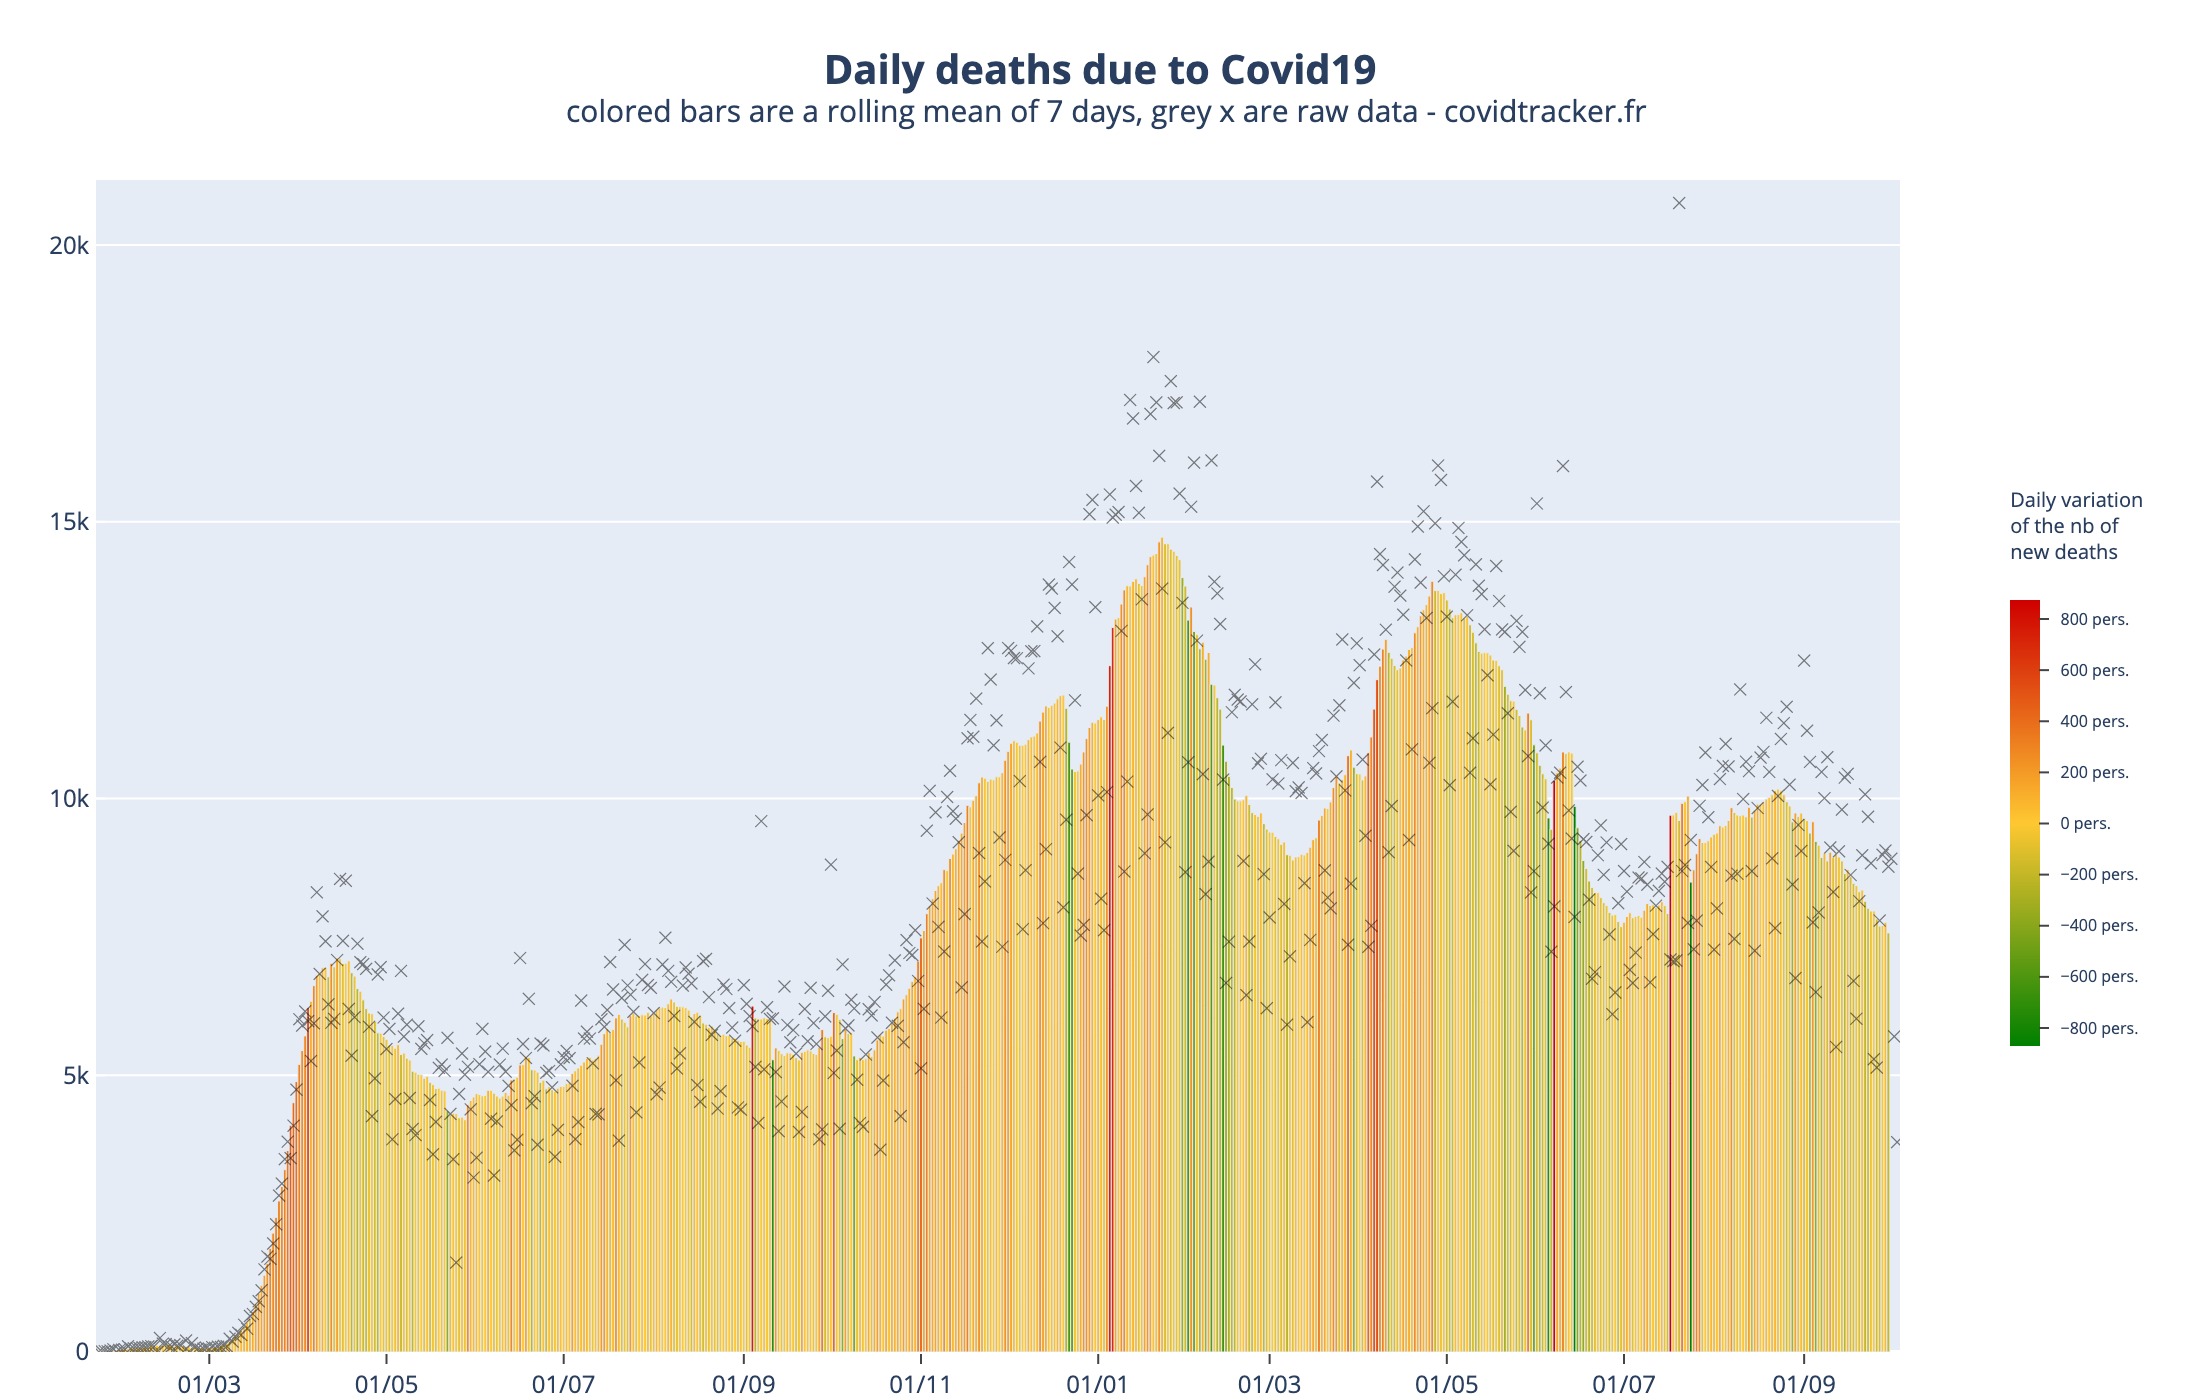 Daily deaths due to Covid19
colored bars are a rolling mean of 7 days, grey x are raw data - covidtracker.fr
20k
15k
10k
5k
0
01/03
01/05
01/07
01/09
01/11
01/01
01/03
01/05
01/07
01/09
Daily variation
of the nb of
new deaths
800 pers.
600 pers.
400 pers.
200 pers.
0 pers.
−200 pers.
−400 pers.
−600 pers.
−800 pers.